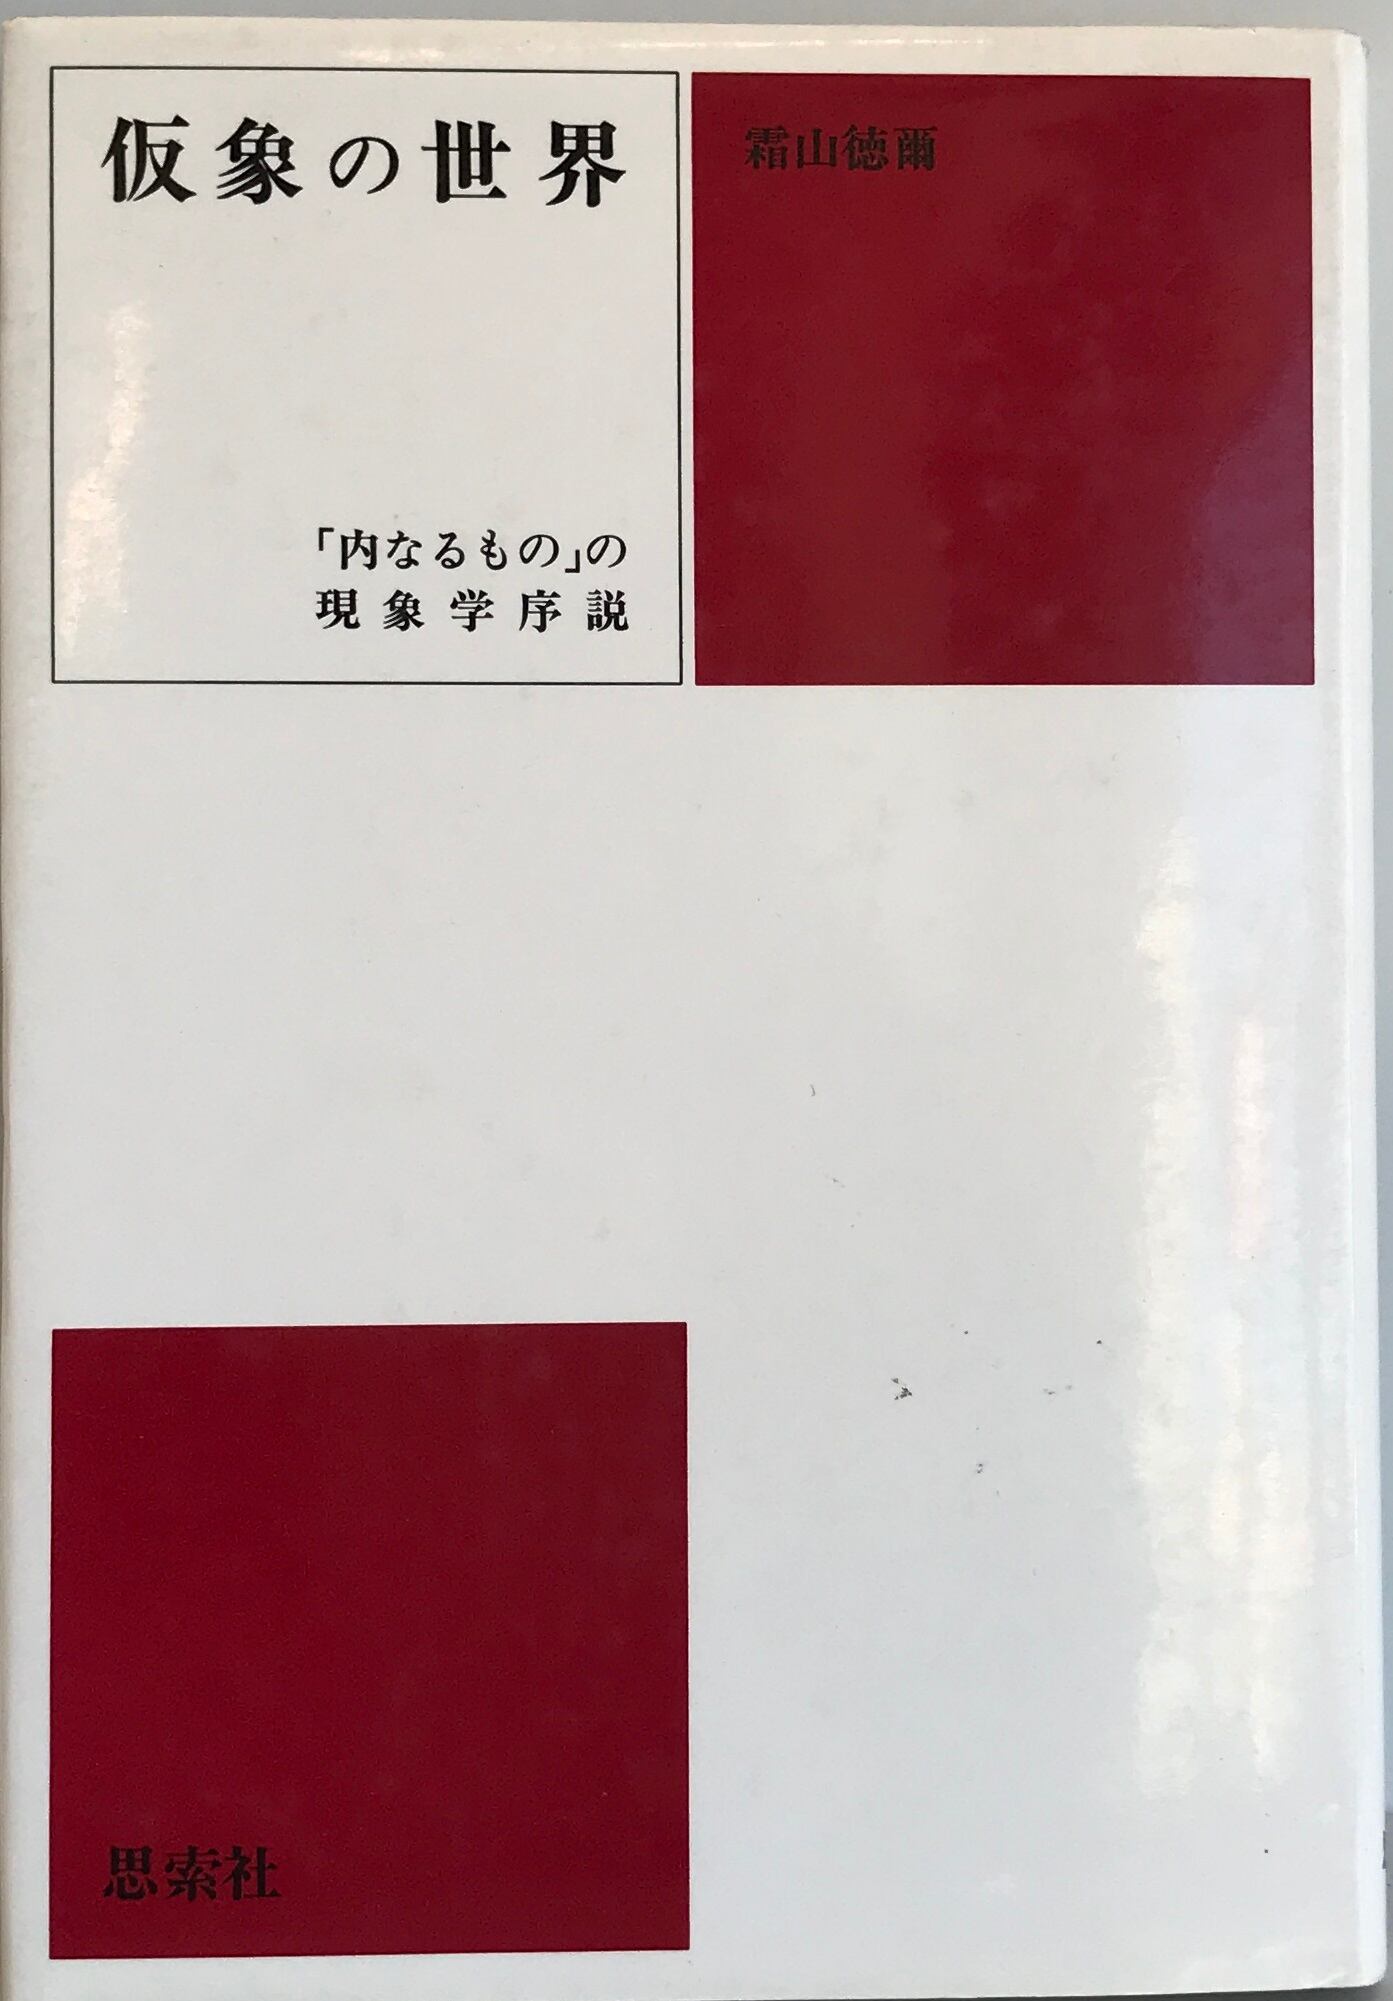 仮象の世界
「内なるもの」の
現象学序説
霜山徳爾
思索社